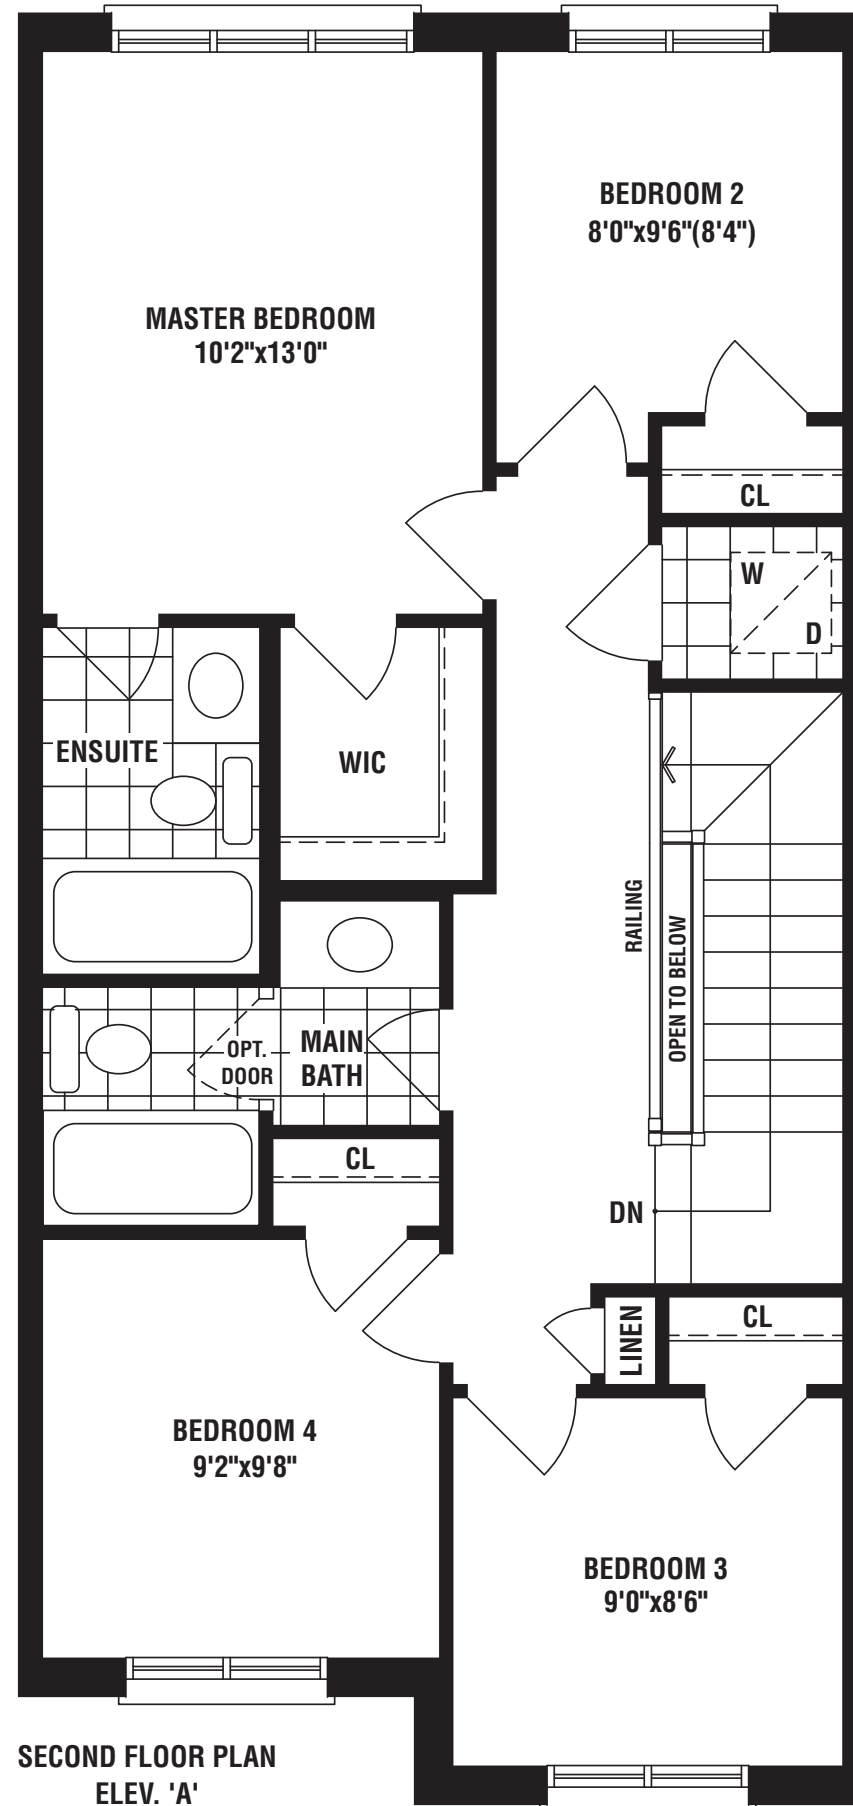 BEDROOM 2
8'0"x9'6"(8'4")
MASTER BEDROOM
10'2"x13'0"
CL
W
D
ENSUITE
WIC
RAILING
OPEN TO BELOW
OPT.
DOOR
MAIN
BATH
CL
DN
LINEN
CL
BEDROOM 4
9'2"x9'8"
BEDROOM 3
9'0"x8'6"
SECOND FLOOR PLAN
ELEV. 'A'